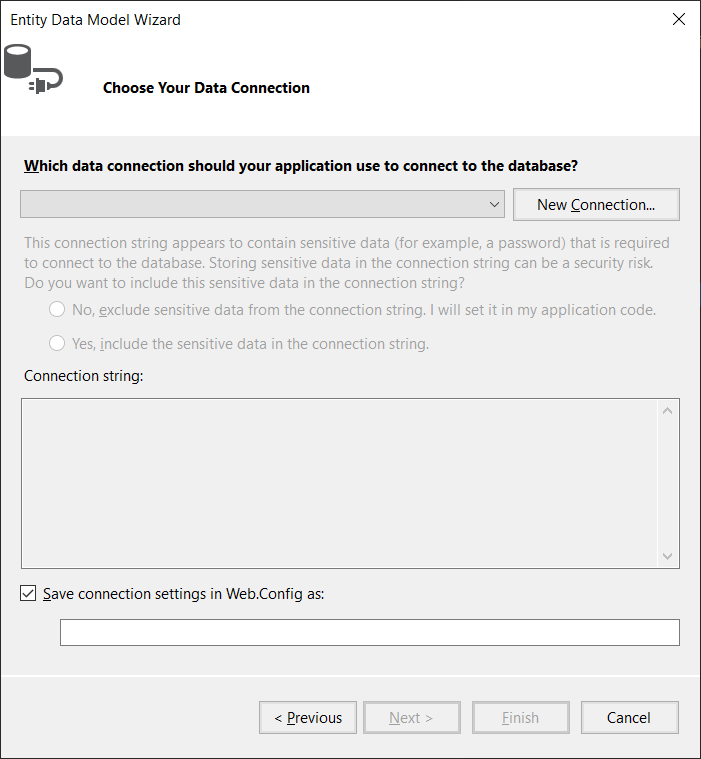 Entity Data Model Wizard
Choose Your Data Connection
Which data connection should your application use to connect to the database?
New Connection...
This connection string appears to contain sensitive data (for example, a password) that is required
to connect to the database. Storing sensitive data in the connection string can be a security risk.
Do you want to include this sensitive data in the connection string?
No, exclude sensitive data from the connection string. I will set it in my application code.
Yes, include the sensitive data in the connection string.
Connection string:
Save connection settings in Web.Config as:
< Previous
Next >
Finish
Cancel